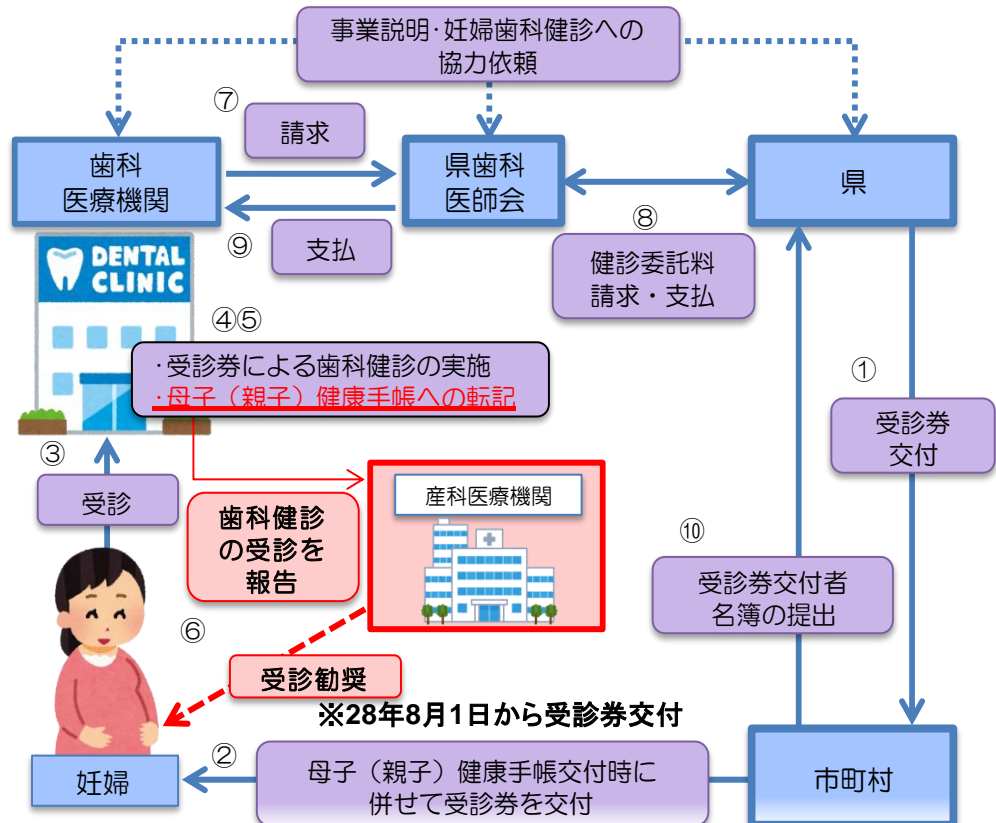 事業説明･妊婦歯科健診への
協力依頼
⑦
請求
歯科
医療機関
県歯科
医師会
県
⑨
支払
⑧
健診委託料
請求・支払
DENTAL
CLINIC
④⑤
･受診券による歯科健診の実施
･母子（親子）健康手帳への転記
①
受診券
交付
③
受診
産科医療機関
歯科健診
の受診を
報告
⑩
受診券交付者
名簿の提出
⑥
受診勧奨
※28年8月1日から受診券交付
②
妊婦
母子（親子）健康手帳交付時に
併せて受診券を交付
市町村